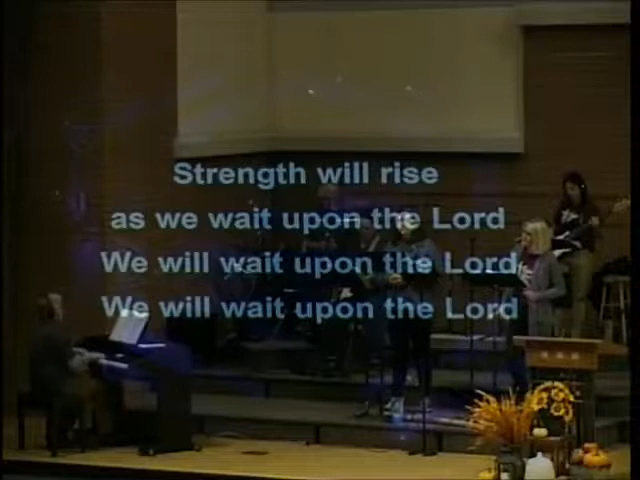 Strength will rise
as we wait upon the Lord
We will wait upon the Lord
We will wait upon the Lord